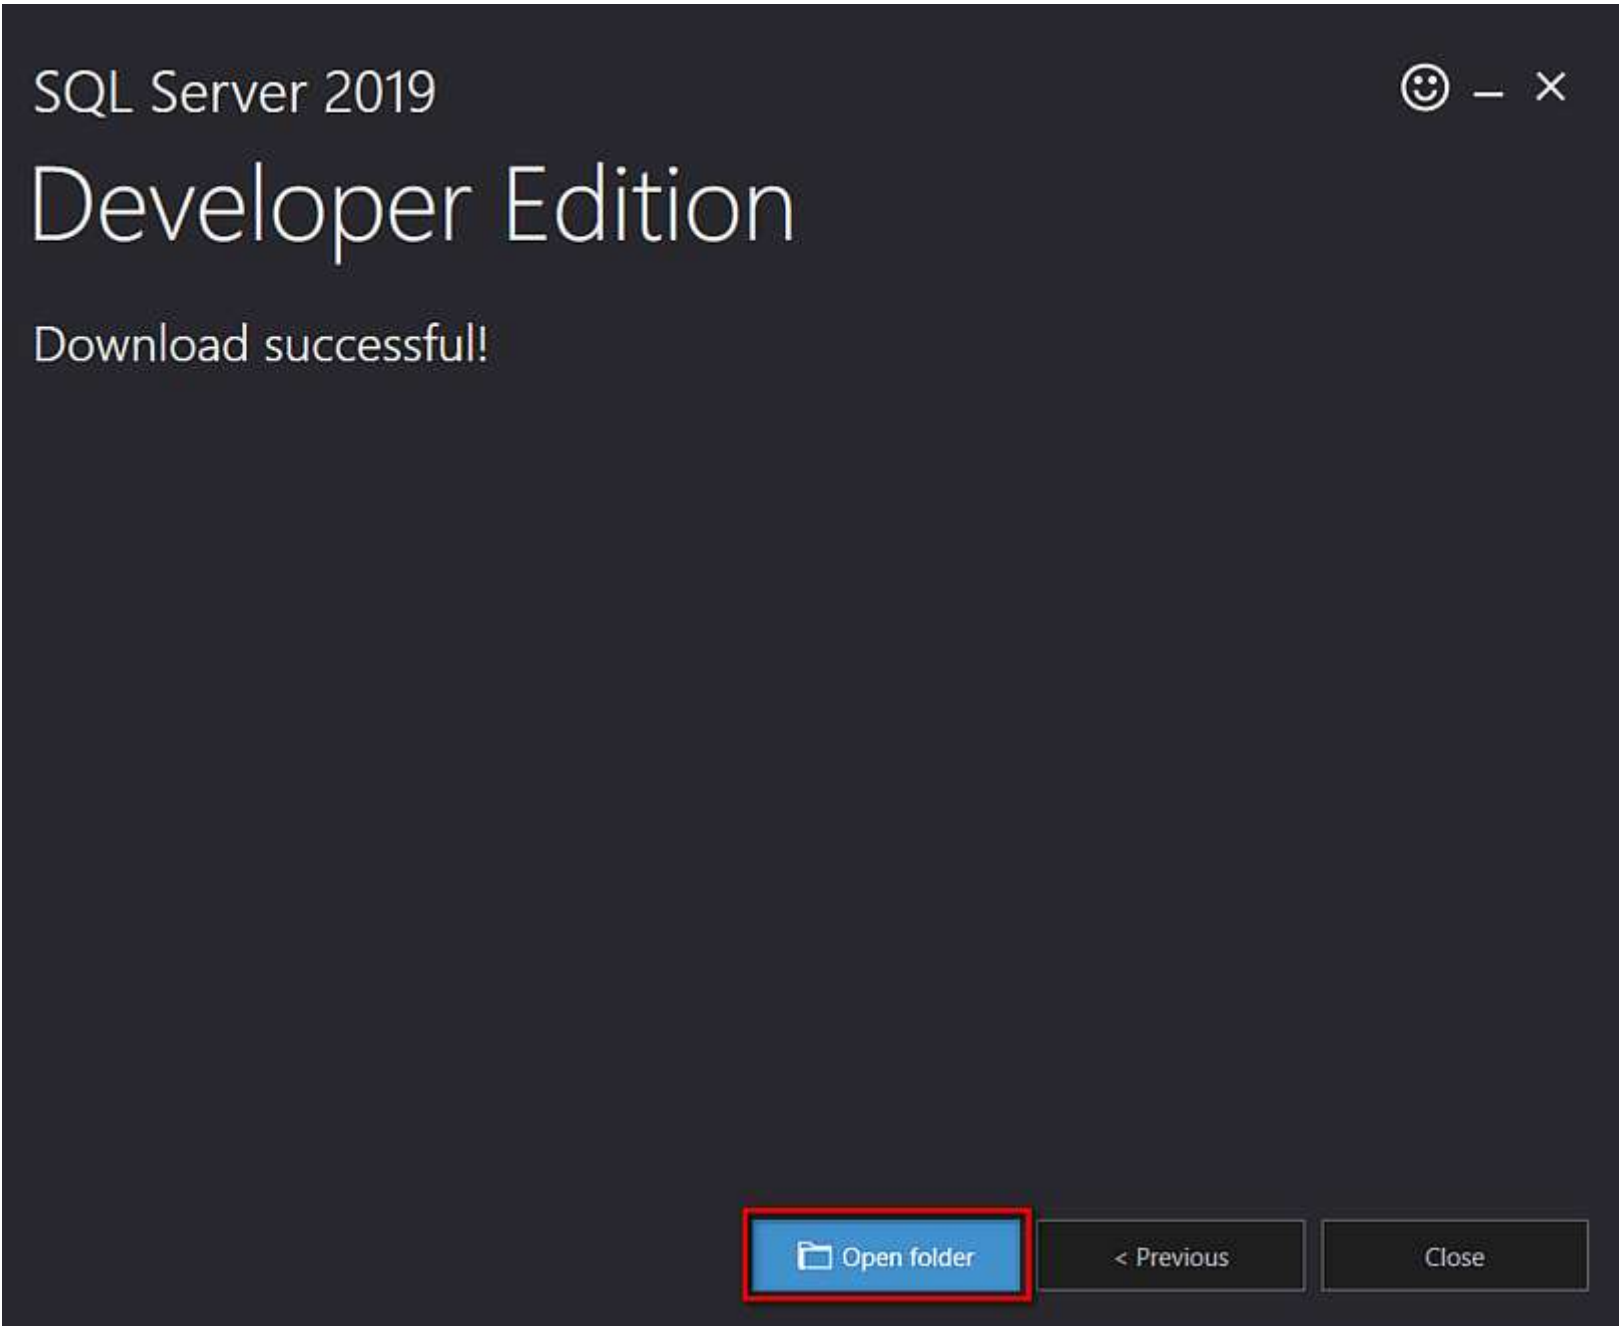 SQL Server 2019
Developer Edition
Download successful!
Open folder
< Previous
Close